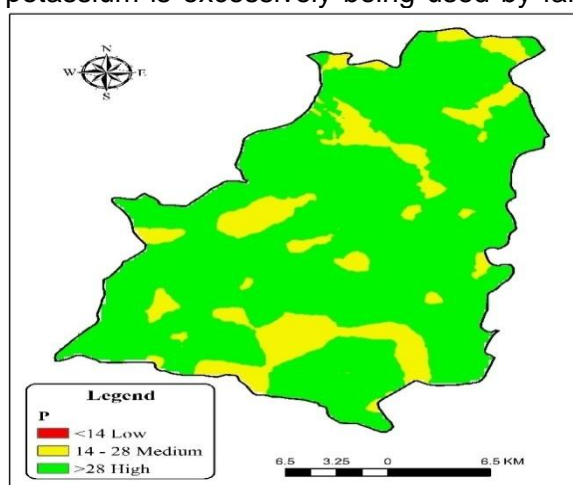 potassium is excessively being used by
N
W E
S
Legend
P
<14 Low
14 - 28 Medium
>28 High
6.5 3.25 0 6.5 KM